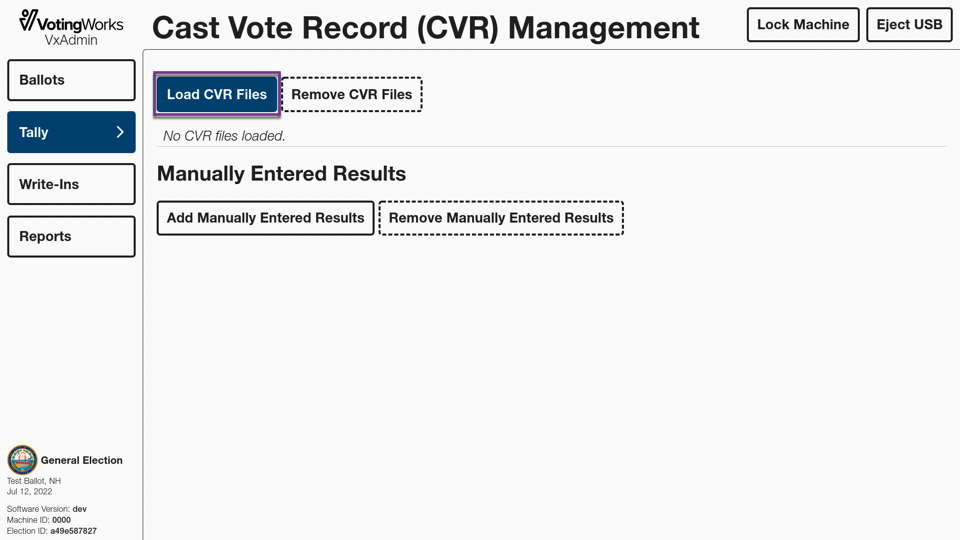 VotingWorks
VxAdmin
Cast Vote Record (CVR) Management
Lock Machine
Eject USB
Ballots
Tally
Write-Ins
Reports
Load CVR Files
Remove CVR Files
No CVR files loaded.
Manually Entered Results
Add Manually Entered Results
Remove Manually Entered Results
General Election
Test Ballot, NH
Jul 12, 2022
Software Version: dev
Machine ID: 0000
Election ID: a49e587827